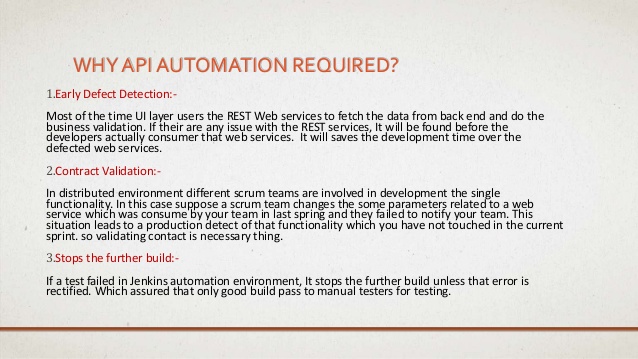 WHY API AUTOMATION REQUIRED?
1.Early Defect Detection:-
Most of the time UI layer users the REST Web services to fetch the data from back end and do the
business validation. If their are any issue with the REST services, It will be found before the
developers actually consumer that web services.  It will saves the development time over the
defected web services.
2.Contract Validation:-
In distributed environment different scrum teams are involved in development the single
functionality. In this case suppose a scrum team changes the some parameters related to a web
service which was consume by your team in last spring and they failed to notify your team. This
situation leads to a production detect of that functionality which you have not touched in the current
sprint. so validating contact is necessary thing.
3.Stops the further build:-
If a test failed in Jenkins automation environment, It stops the further build unless that error is
rectified. Which assured that only good build pass to manual testers for testing.